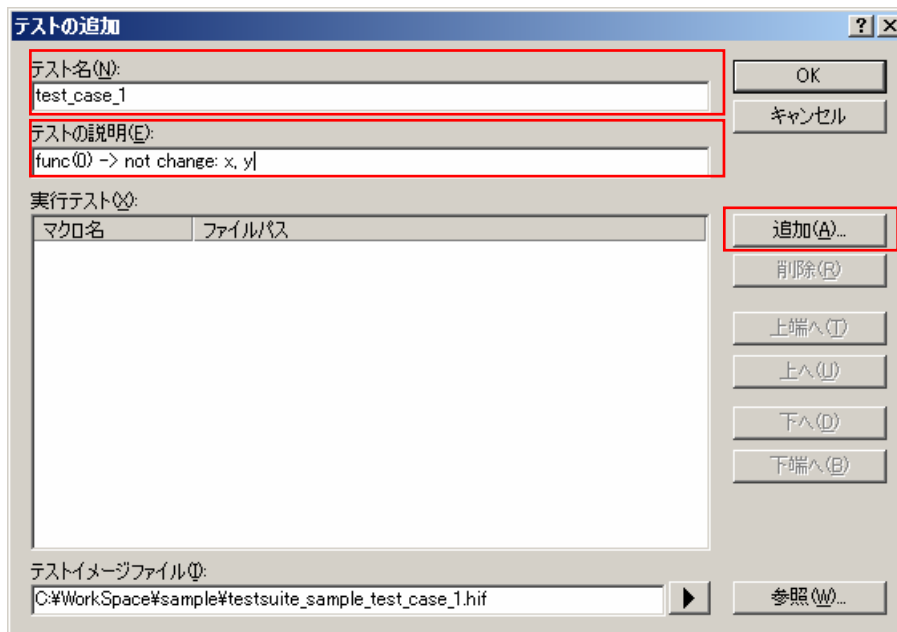 テストの追加
テスト名(N):
test_case_1
テストの説明(E):
func(0) -> not change: x, y
実行テスト(X):
マクロ名 ファイルパス
テストイメージファイル(I):
C:¥WorkSpace¥sample¥testsuite_sample_test_case_1.hif
OK
キャンセル
追加(A)...
削除(R)
上端へ(T)
上へ(U)
下へ(D)
下端へ(B)
参照(W)...